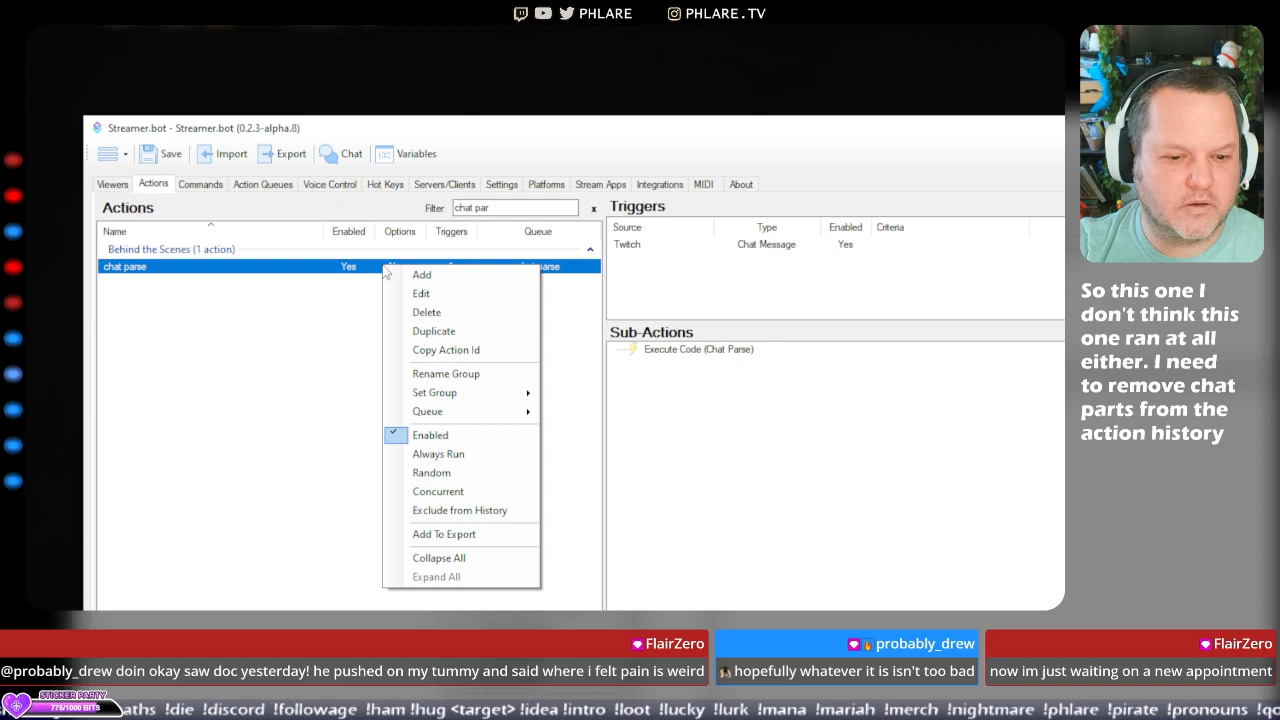 PHLARE PHLARE.TV
Streamer.bot - Streamer.bot (0.2.3-alpha.8)
Save Import Export Chat Variables
Viewers Actions Commands Action Queues Voice Control Hot Keys Servers/Clients Settings Platforms Stream Apps Integrations MIDI About
Actions Filter chat par x
Name Enabled Options Triggers Queue
Behind the Scenes (1 action)
chat parse Yes
Add
Edit
Delete
Duplicate
Copy Action Id
Rename Group
Set Group
Queue
Enabled
Always Run
Random
Concurrent
Exclude from History
Add To Export
Collapse All
Expand All
Triggers
Source Type Enabled Criteria
Twitch Chat Message Yes
Sub-Actions
Execute Code (Chat Parse)
So this one I
don't think this
one ran at all
either. I need
to remove chat
parts from the
action history
FlairZero
@probably_drew doin okay saw doc yesterday! he pushed on my tummy and said where i felt pain is weird
probably_drew
hopefully whatever it is isn't too bad
FlairZero
now im just waiting on a new appointment
STICKER PARTY
775/1000 BITS
!die !discord !followage !ham !hug <target> !idea !intro !loot !lucky !lurk !mana !mariah !merch !nightmare !phlare !pirate !pronouns